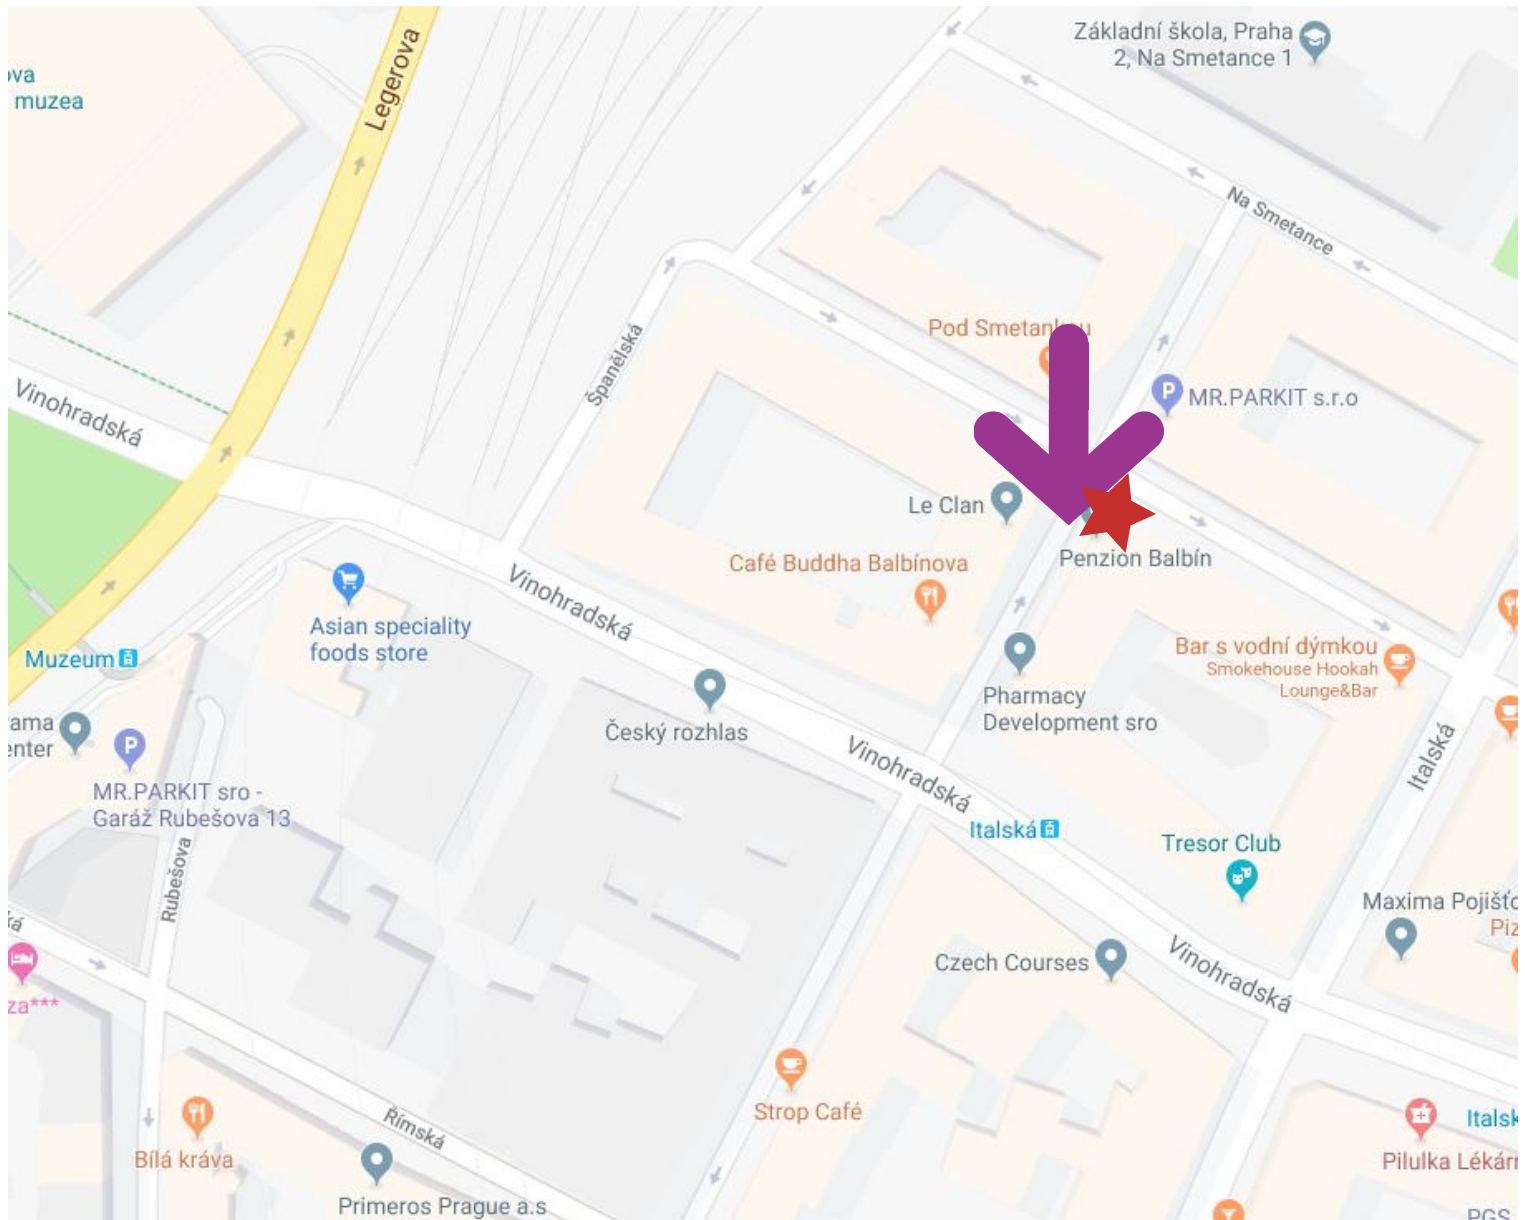 Základní škola, Praha
2, Na Smetance 1
Legerova
muzea
Na Smetance
Pod Smetankou
Španělská
Vinohradská
MR.PARKIT s.r.o
Le Clan
Penzion Balbín
Café Buddha Balbínova
Vinohradská
Asian speciality
foods store
Muzeum
Bar s vodní dýmkou
Smokehouse Hookah
Lounge&Bar
Pharmacy
Development sro
Český rozhlas
Vinohradská
Italská
MR.PARKIT sro -
Garáž Rubešova 13
Italská
Tresor Club
Rubešova
Maxima
Czech Courses
Vinohradská
za***
Strop Café
Římská
Bílá kráva
Pilulka
Primeros Prague a.s
PGS